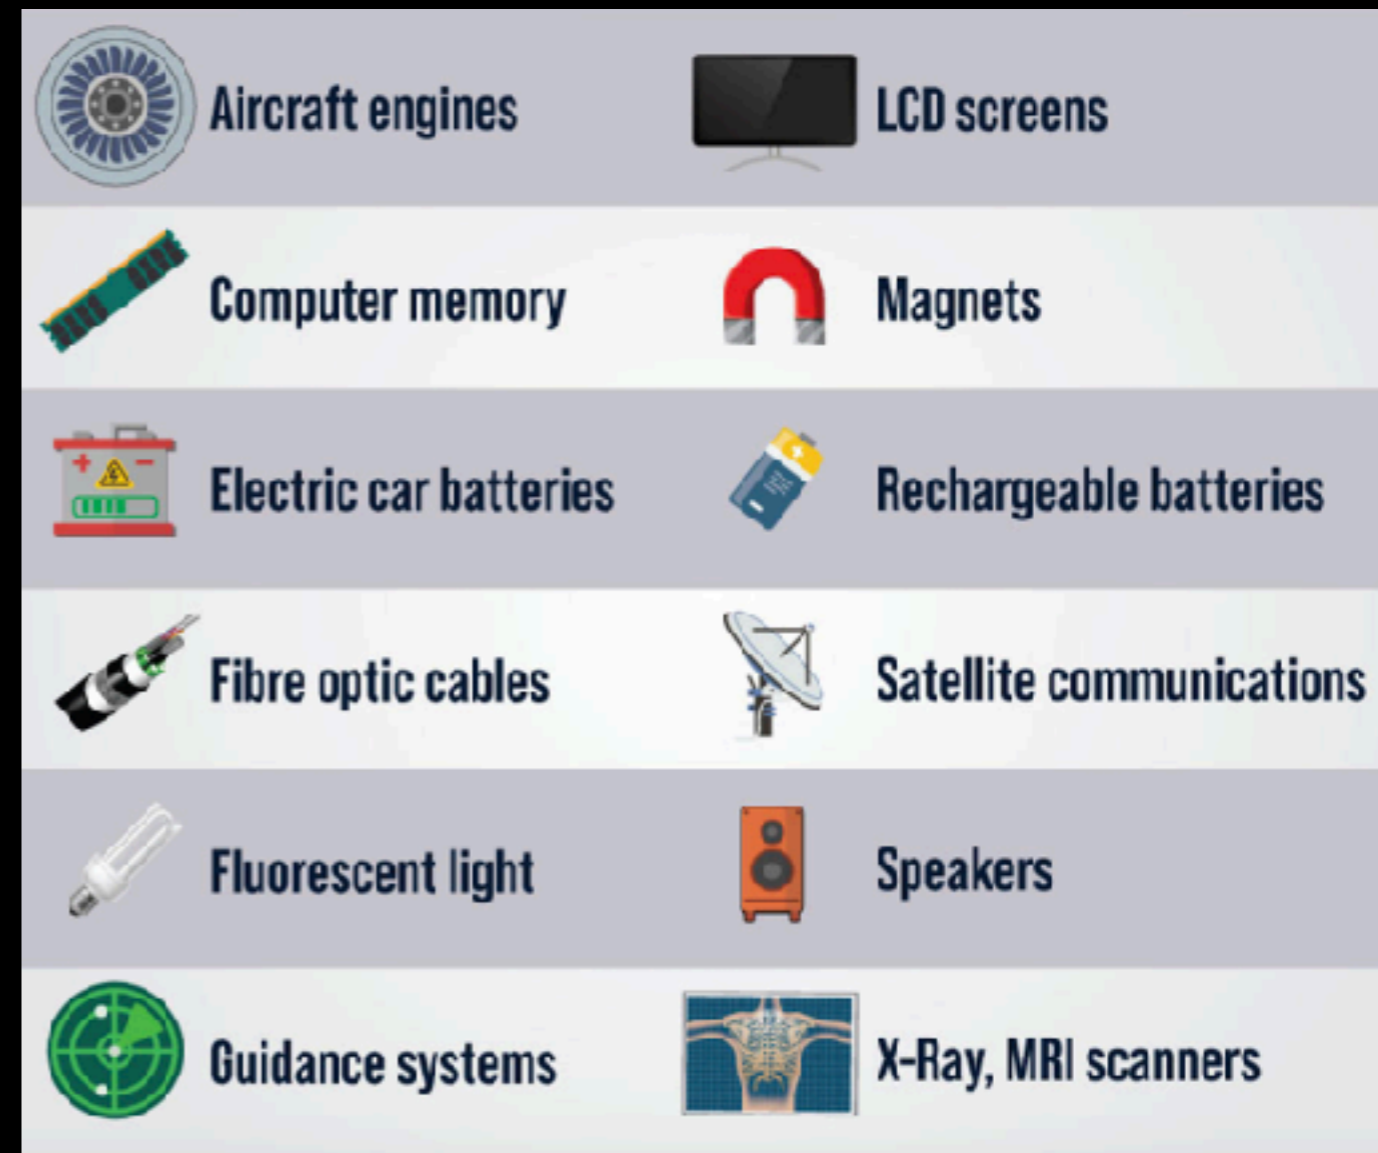 Aircraft engines
LCD screens
Computer memory
Magnets
Electric car batteries
Rechargeable batteries
Fibre optic cables
Satellite communications
Fluorescent light
Speakers
Guidance systems
X-Ray, MRI scanners